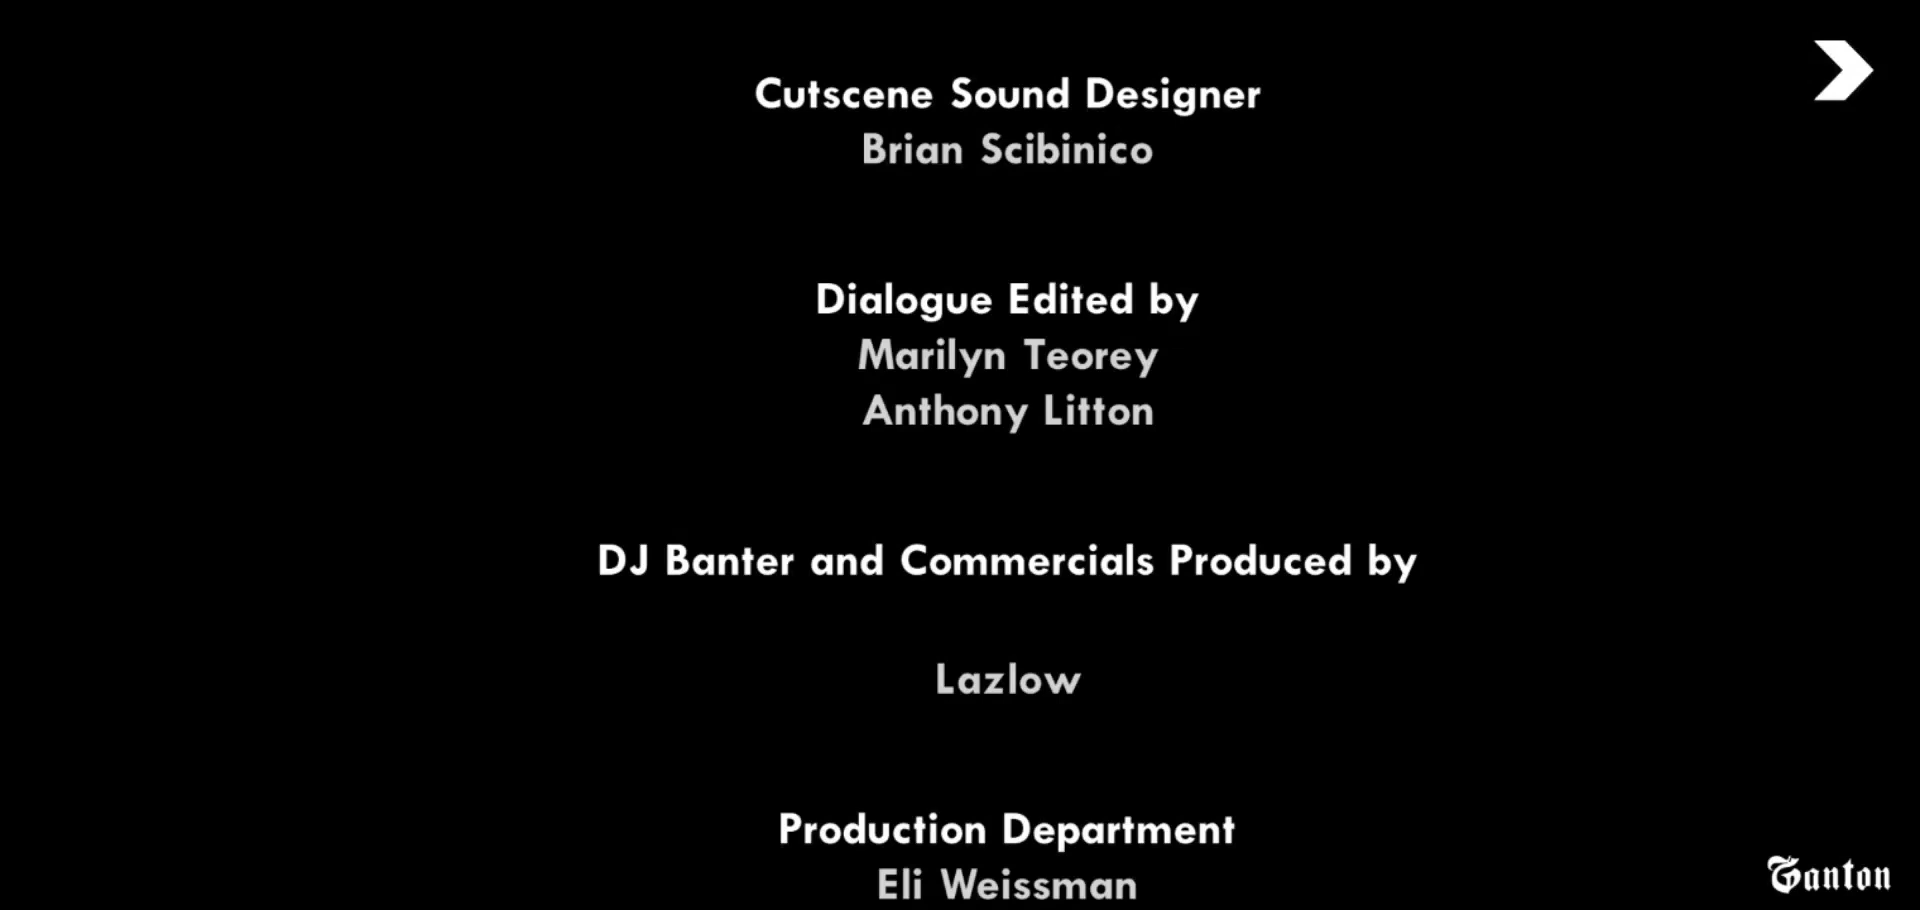 Cutscene Sound Designer
Brian Scibinico
Dialogue Edited by
Marilyn Teorey
Anthony Litton
DJ Banter and Commercials Produced by
Lazlow
Production Department
Eli Weissman
Ganton